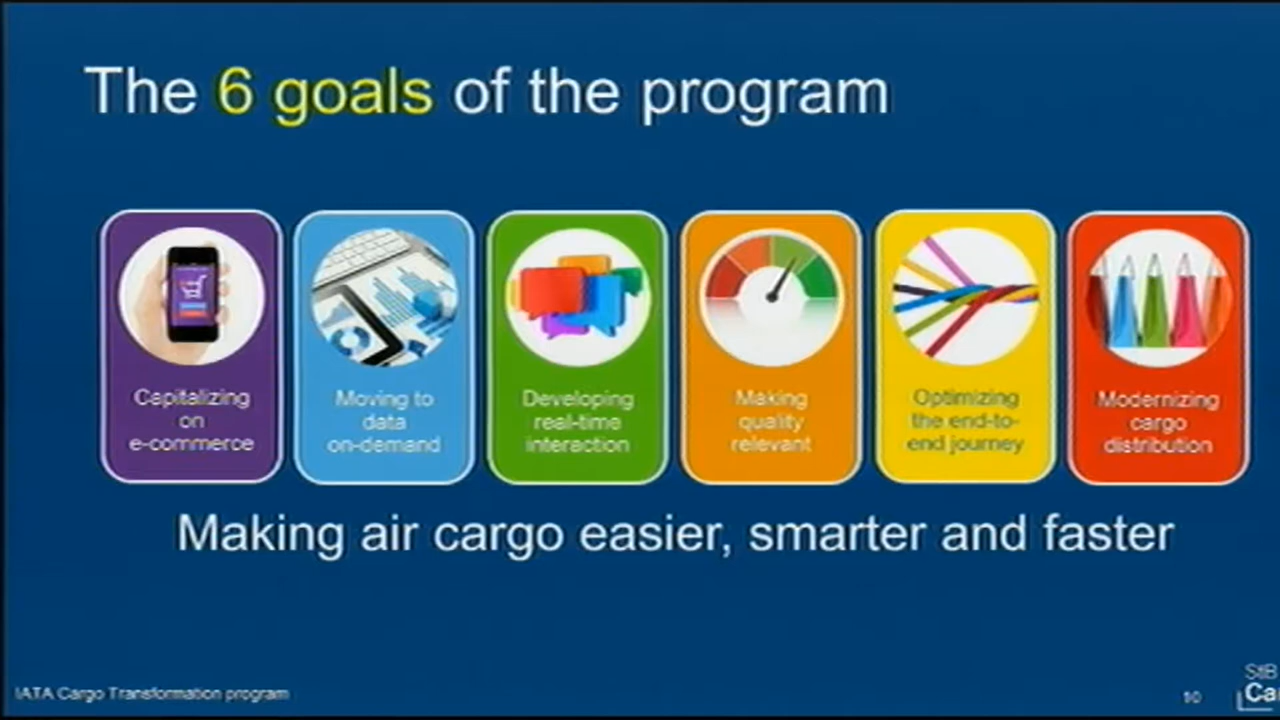 The 6 goals of the program
Capitalizing
on
e-commerce
Moving to
data
on-demand
Developing
real-time
interaction
Making
quality
relevant
Optimizing
the end-to-
end journey
Modernizing
cargo
distribution
Making air cargo easier, smarter and faster
IATA Cargo Transformation program
10
StB
Ca